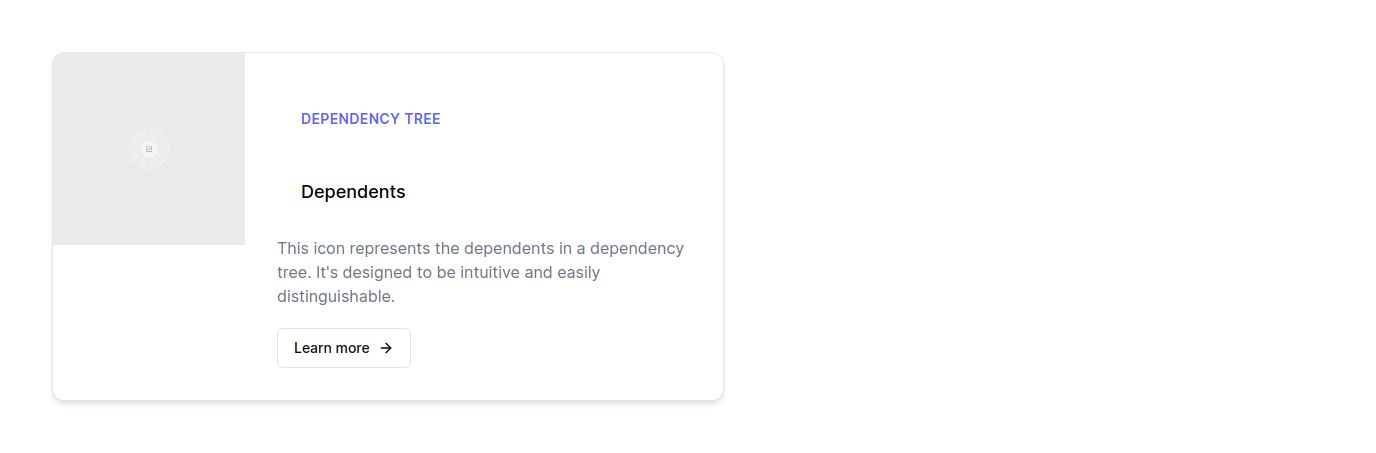 DEPENDENCY TREE
Dependents
This icon represents the dependents in a dependency
tree. It's designed to be intuitive and easily
distinguishable.
Learn more